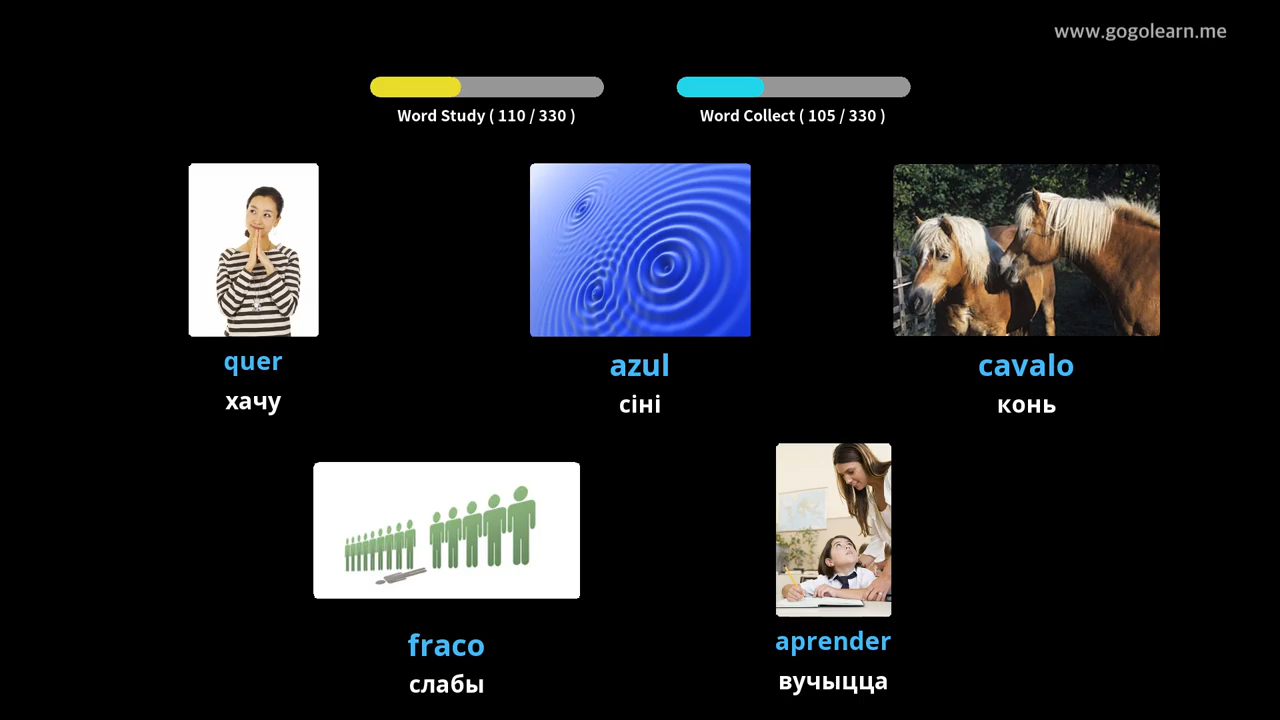 www.gogolearn.me
Word Study ( 110 / 330 )
Word Collect ( 105 / 330 )
quer
хачу
azul
сіні
cavalo
конь
fraco
слабы
aprender
вучыцца